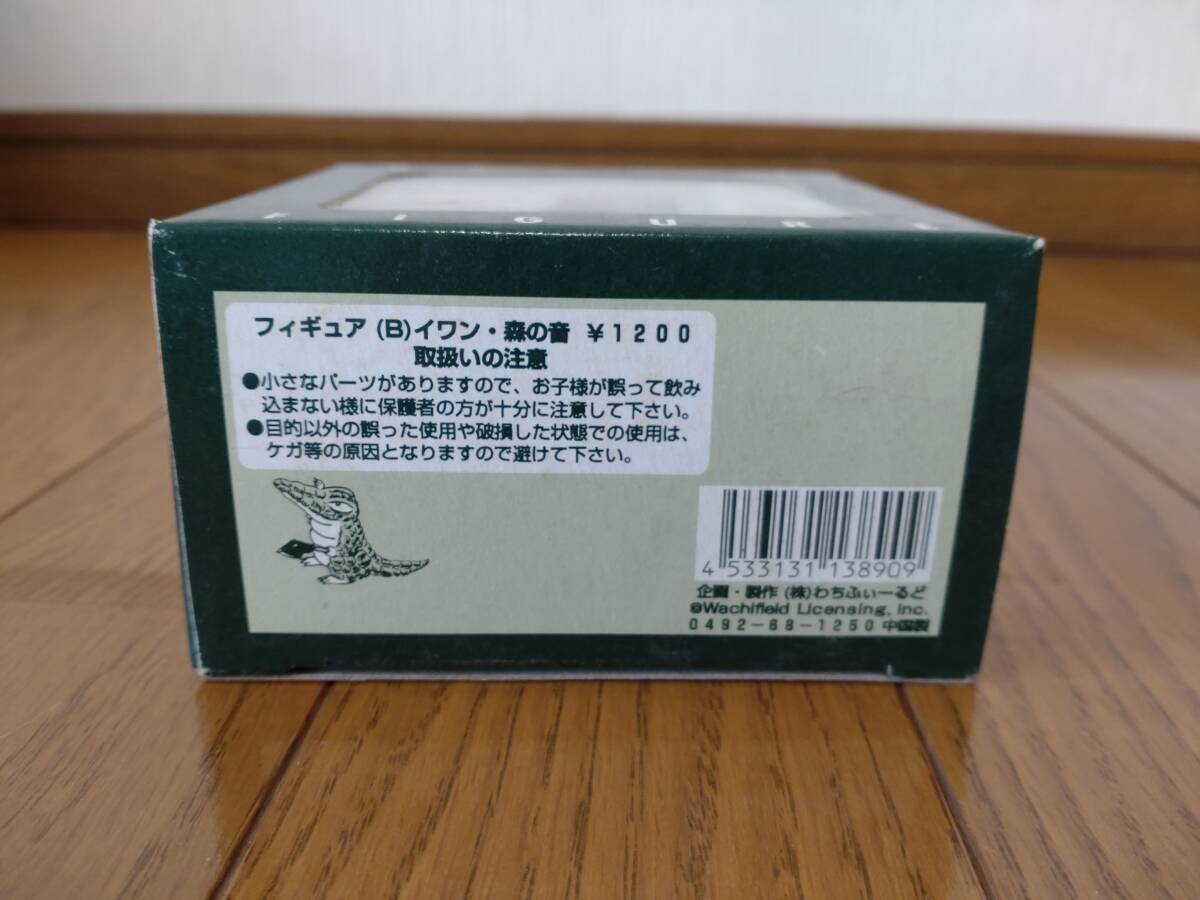 FIGURE
フィギュア (B)イワン・森の音 ¥1200
取扱いの注意
●小さなパーツがありますので、お子様が誤って飲み
込まない様に保護者の方が十分に注意して下さい。
●目的以外の誤った使用や破損した状態での使用は、
ケガ等の原因となりますので避けて下さい。
4 533131 138909
企画・製作 (株)わちふぃーるど
©Wachifield Licensing, Inc.
0492-68-1250 中国製